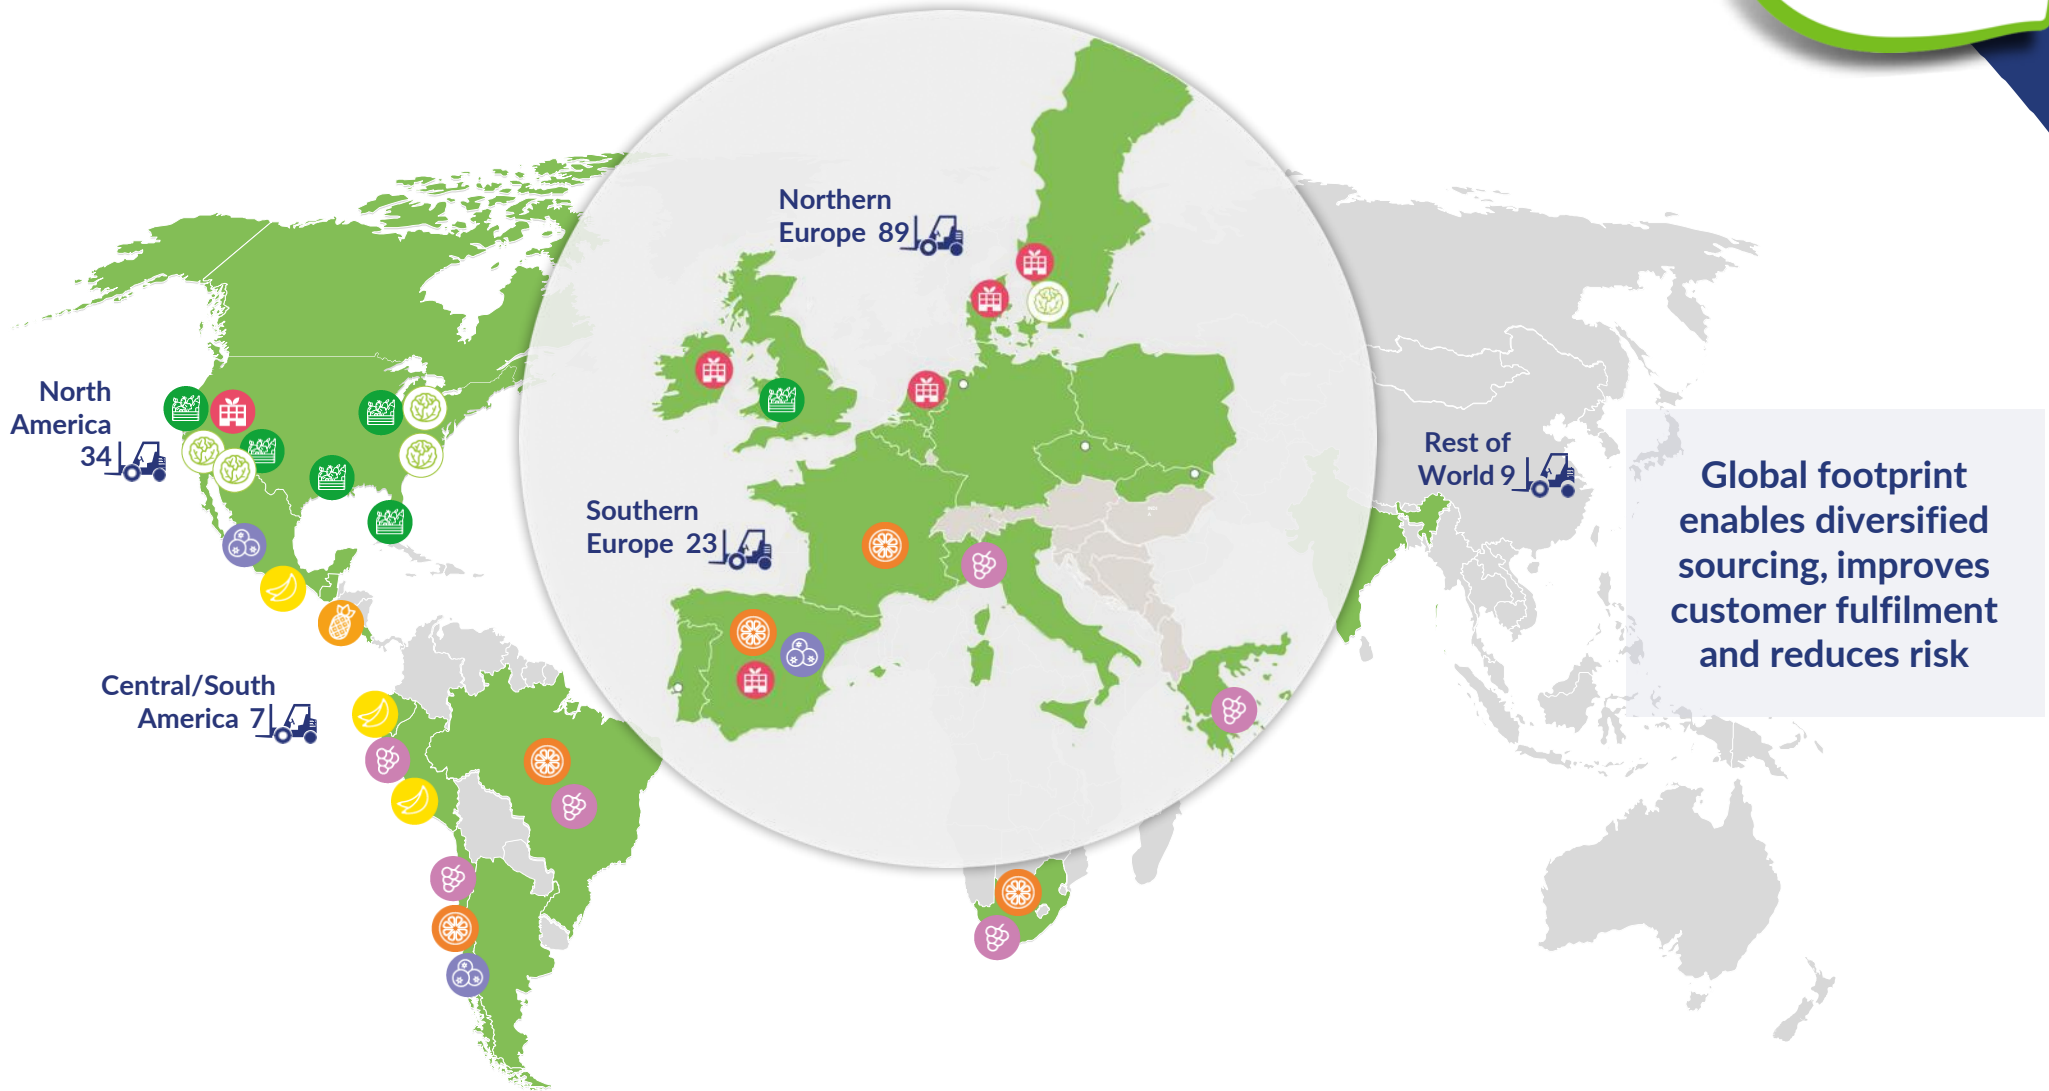 Northern
Europe 89
North
America
34
Rest of
World 9
Global footprint
enables diversified
sourcing, improves
customer fulfilment
and reduces risk
Southern
Europe 23
Central/South
America 7